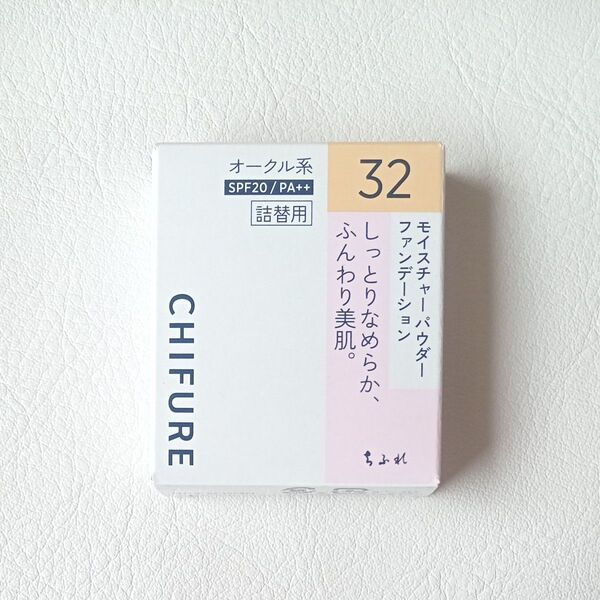 オークル系
SPF20/PA++
詰替用
32
モイスチャー パウダー
ファンデーション
しっとりなめらか、
ふんわり美肌。
CHIFURE
ちふれ